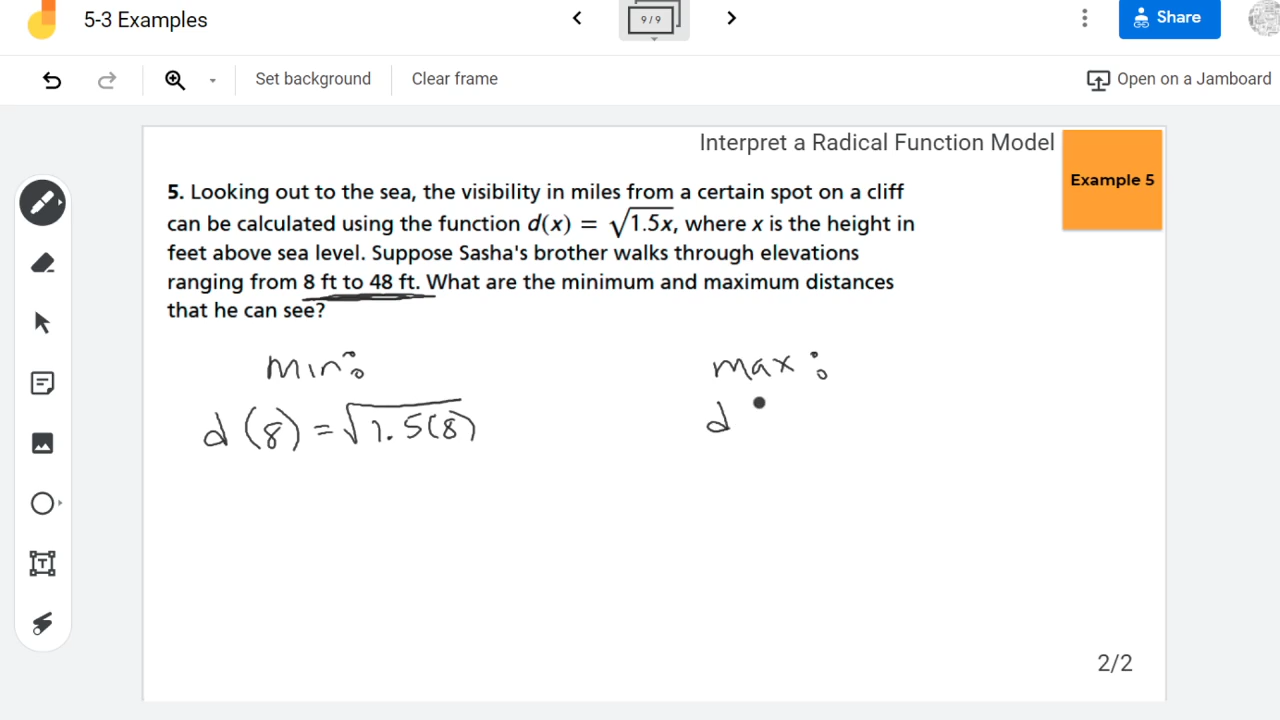 5-3 Examples
9/9
Share
Set background
Clear frame
Open on a Jamboard
Interpret a Radical Function Model
Example 5
5. Looking out to the sea, the visibility in miles from a certain spot on a cliff
can be calculated using the function d(x) = √1.5x, where x is the height in
feet above sea level. Suppose Sasha's brother walks through elevations
ranging from 8 ft to 48 ft. What are the minimum and maximum distances
that he can see?
min:
max:
d(8) = √1.5(8)
d
2/2